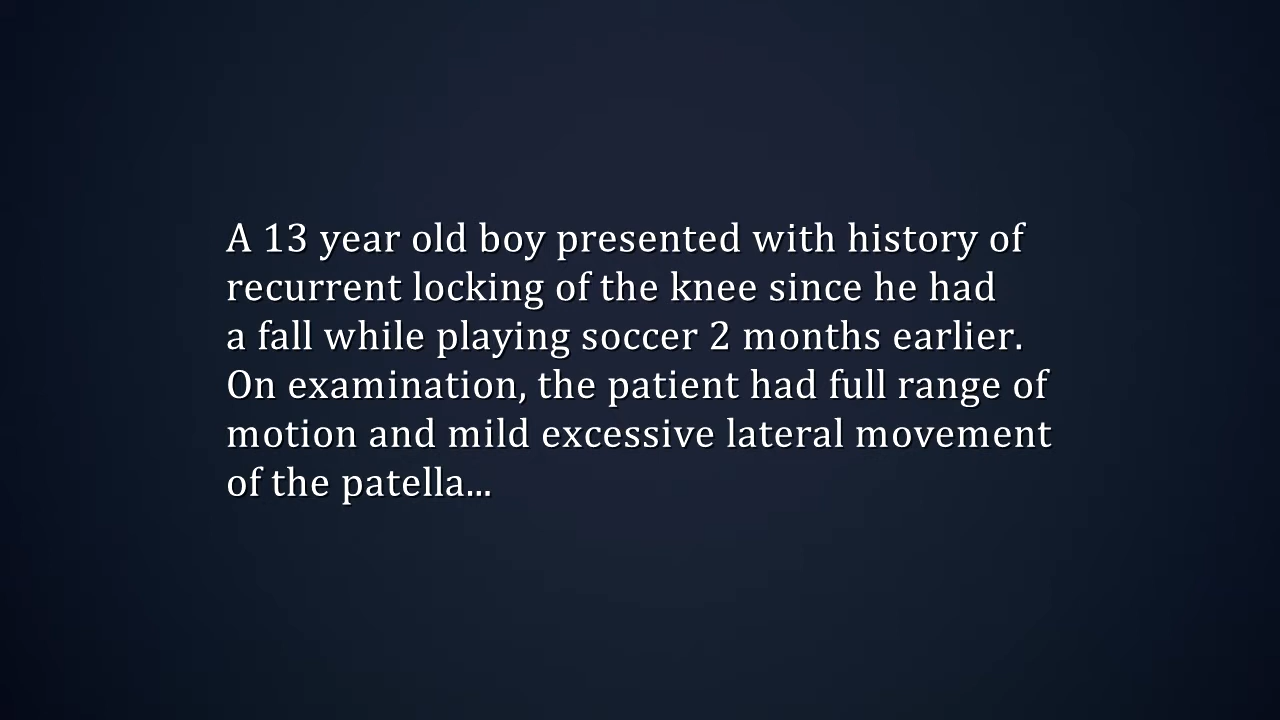 A 13 year old boy presented with history of
recurrent locking of the knee since he had
a fall while playing soccer 2 months earlier.
On examination, the patient had full range of
motion and mild excessive lateral movement
of the patella...